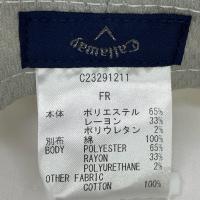 Callaway
C23291211
FR
本体 ポリエステル 65%
レーヨン 33%
ポリウレタン 2%
別布 綿 100%
BODY POLYESTER 65%
RAYON 33%
POLYURETHANE 2%
OTHER FABRIC
COTTON 100%